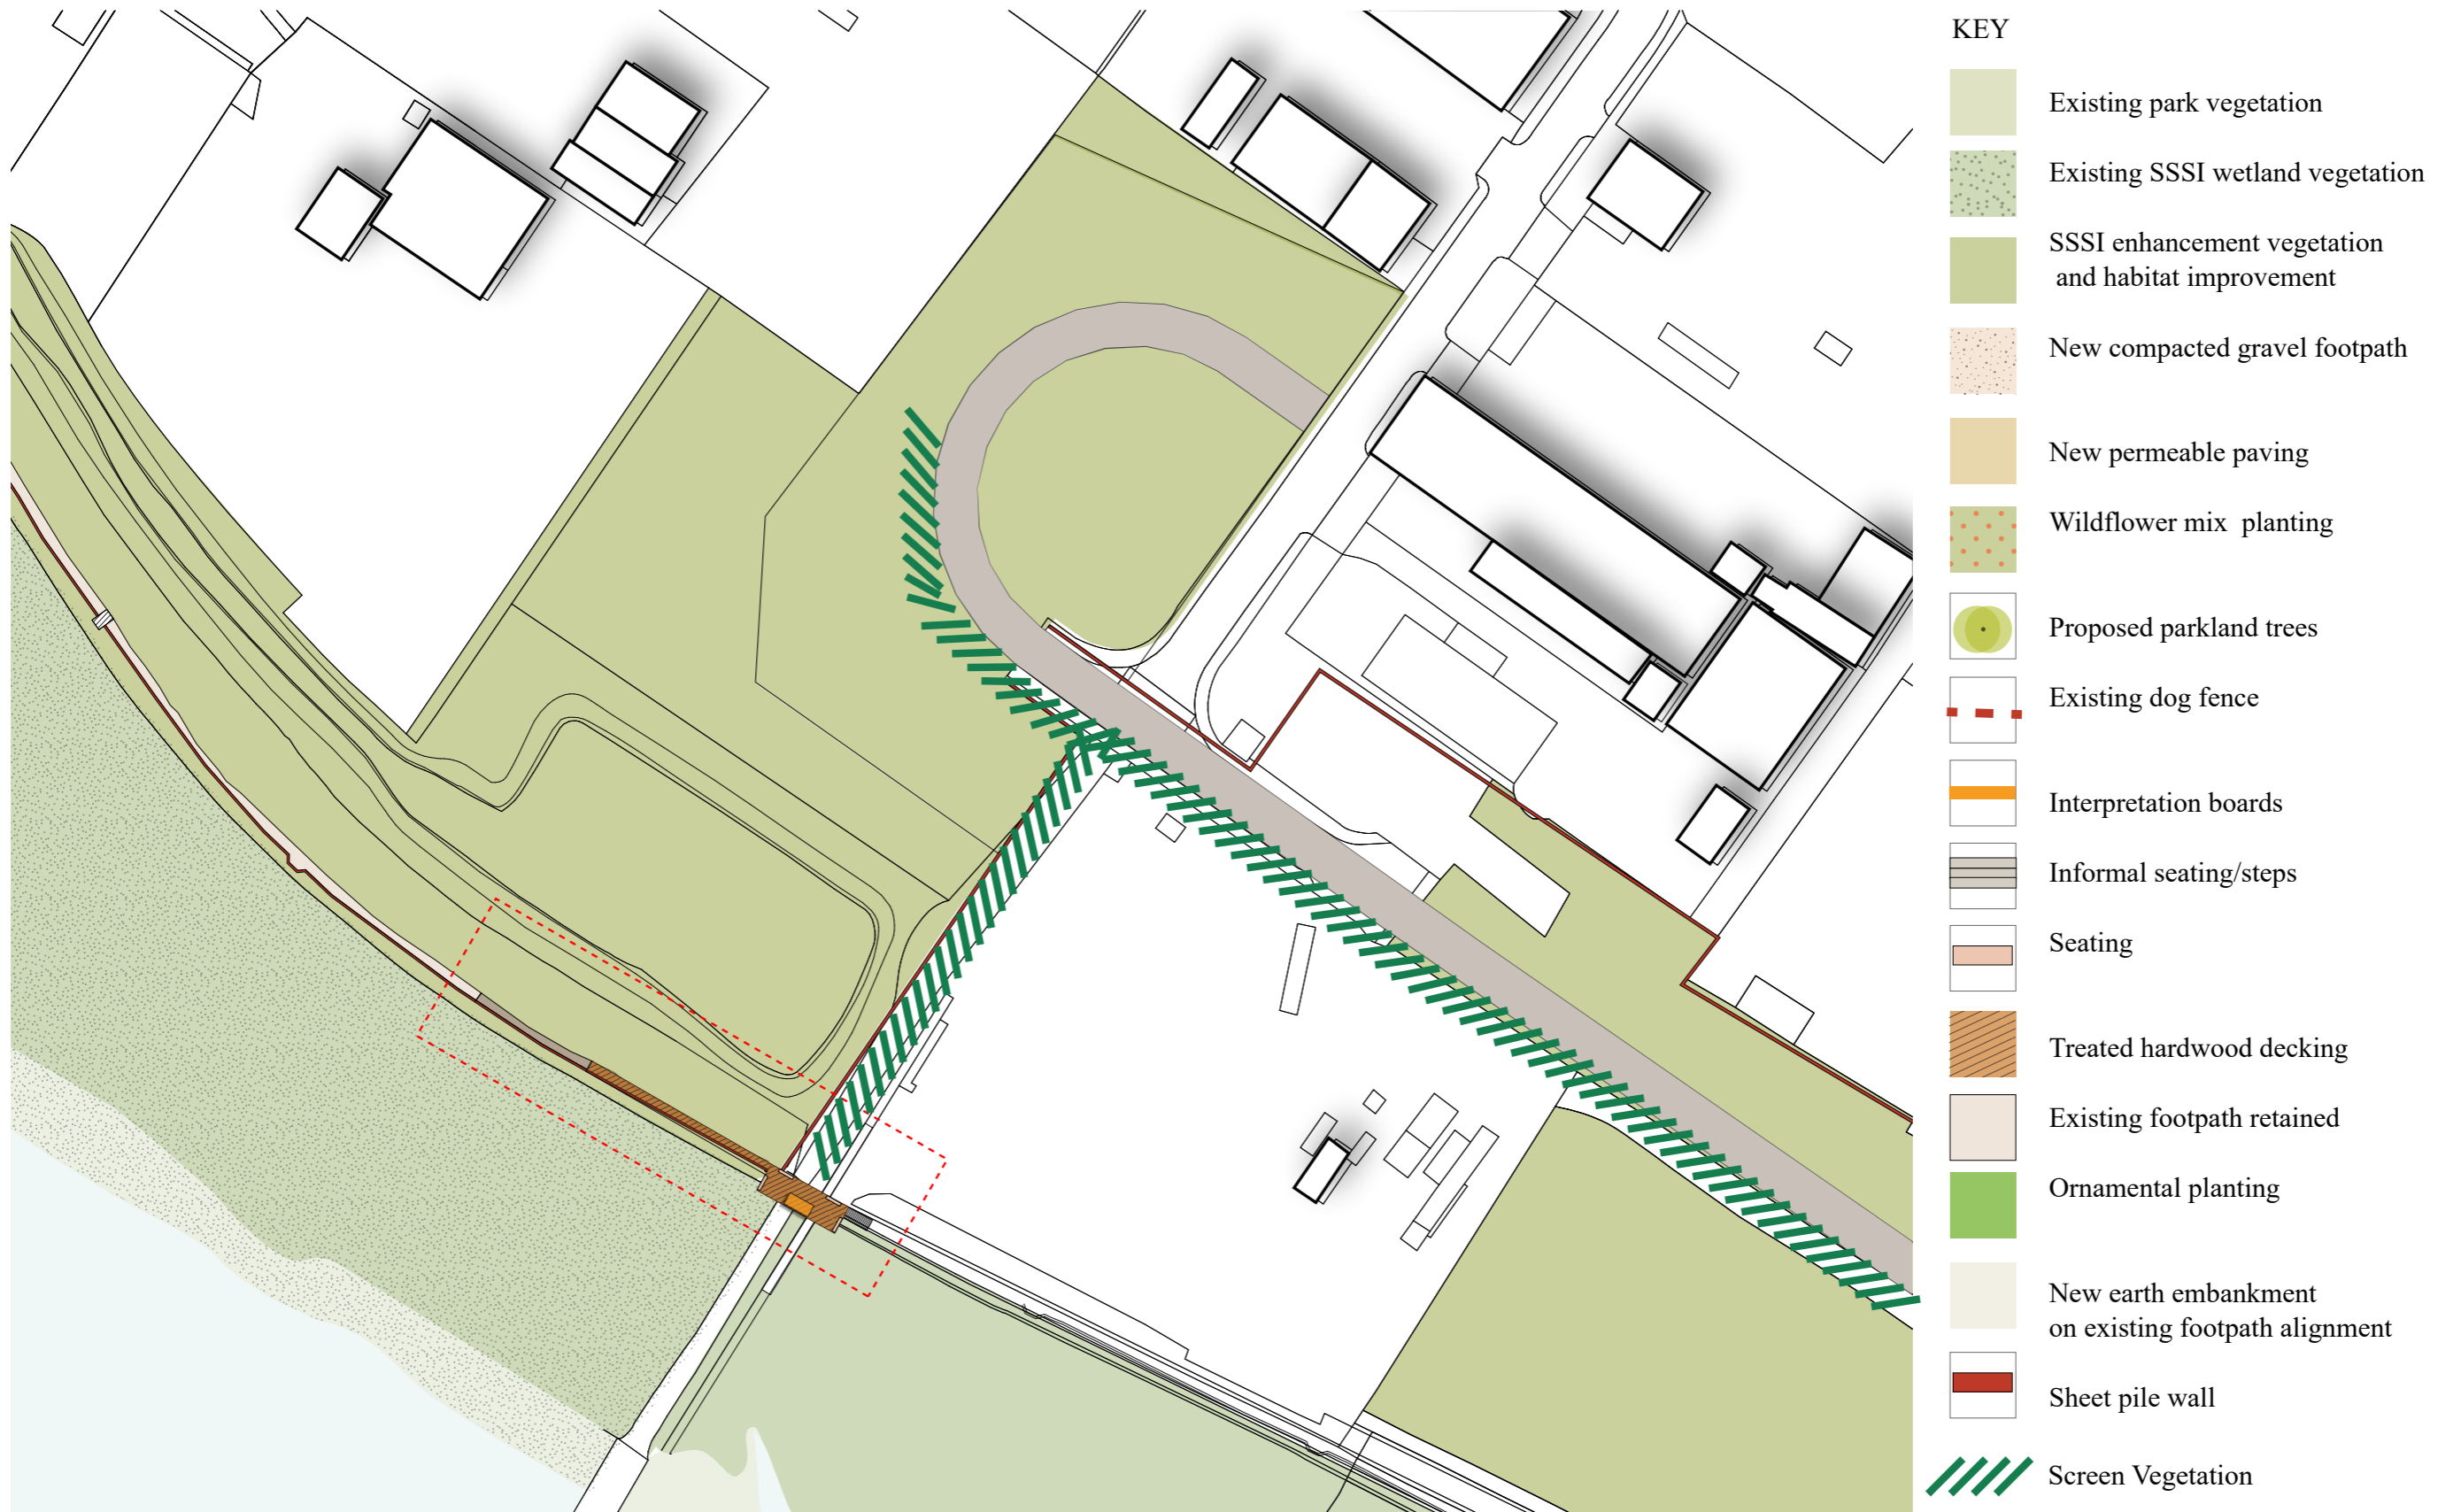 KEY
Existing park vegetation
Existing SSSI wetland vegetation
SSSI enhancement vegetation
and habitat improvement
New compacted gravel footpath
New permeable paving
Wildflower mix planting
Proposed parkland trees
Existing dog fence
Interpretation boards
Informal seating/steps
Seating
Treated hardwood decking
Existing footpath retained
Ornamental planting
New earth embankment
on existing footpath alignment
Sheet pile wall
Screen Vegetation